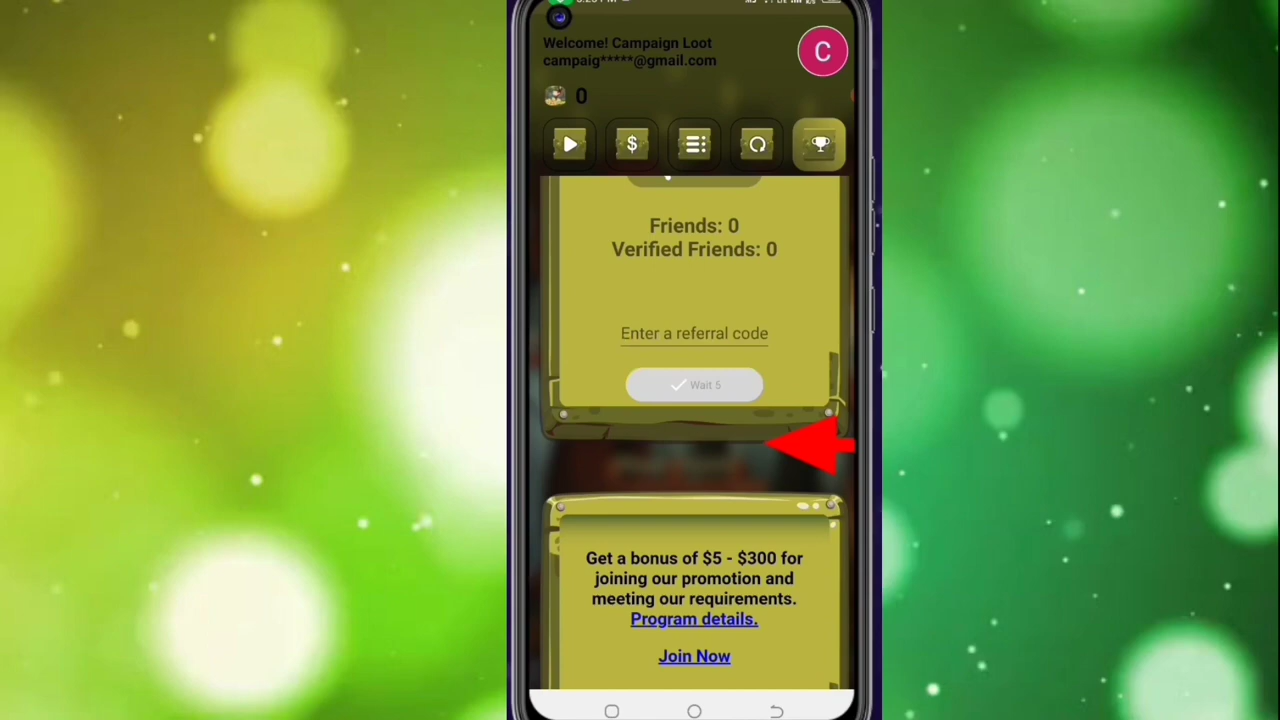 Welcome! Campaign Loot
campaig*****@gmail.com
C
0
$
Friends: 0
Verified Friends: 0
Enter a referral code
Wait 5
Get a bonus of $5 - $300 for
joining our promotion and
meeting our requirements.
Program details.
Join Now